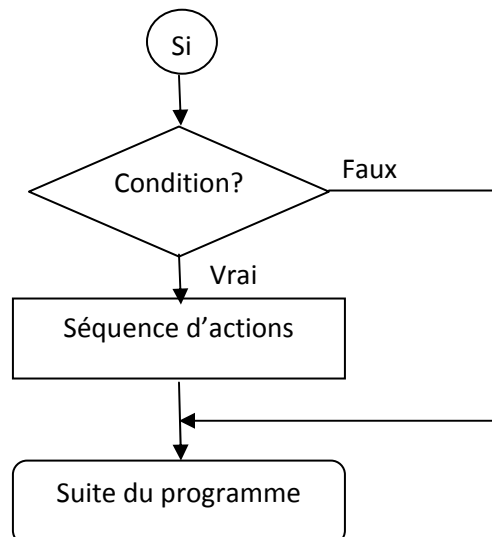 Si
Condition?
Faux
Vrai
Séquence d’actions
Suite du programme